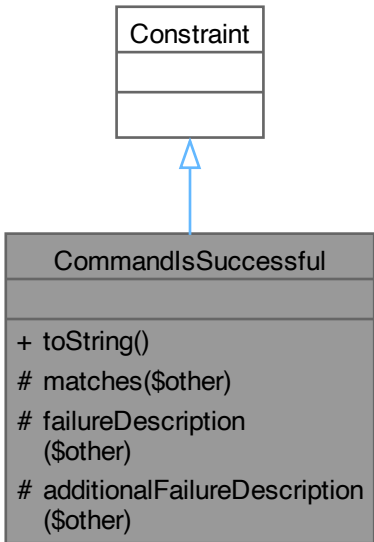 Constraint
CommandIsSuccessful
+ toString()
# matches($other)
# failureDescription
($other)
# additionalFailureDescription
($other)